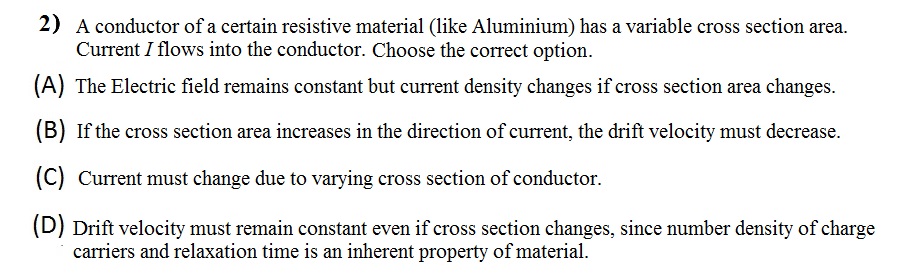 2) A conductor of a certain resistive material (like Aluminium) has a variable cross section area.
Current I flows into the conductor. Choose the correct option.
(A) The Electric field remains constant but current density changes if cross section area changes.
(B) If the cross section area increases in the direction of current, the drift velocity must decrease.
(C) Current must change due to varying cross section of conductor.
(D) Drift velocity must remain constant even if cross section changes, since number density of charge
carriers and relaxation time is an inherent property of material.